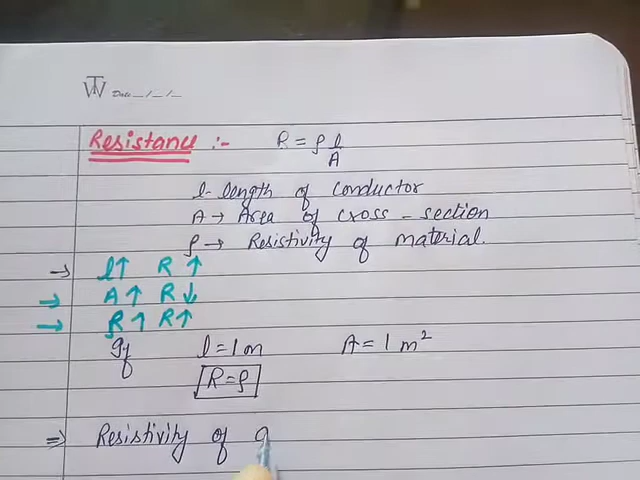 TW Date __/__/__
Resistance :- R = ρ l/A
l - length of conductor
A → Area of cross - section
ρ → Resistivity of material.
→ l↑ R ↑
→ A ↑ R↓
→ ρ ↑ R↑
If l = 1 m A = 1 m²
R = ρ
⇒ Resistivity of a